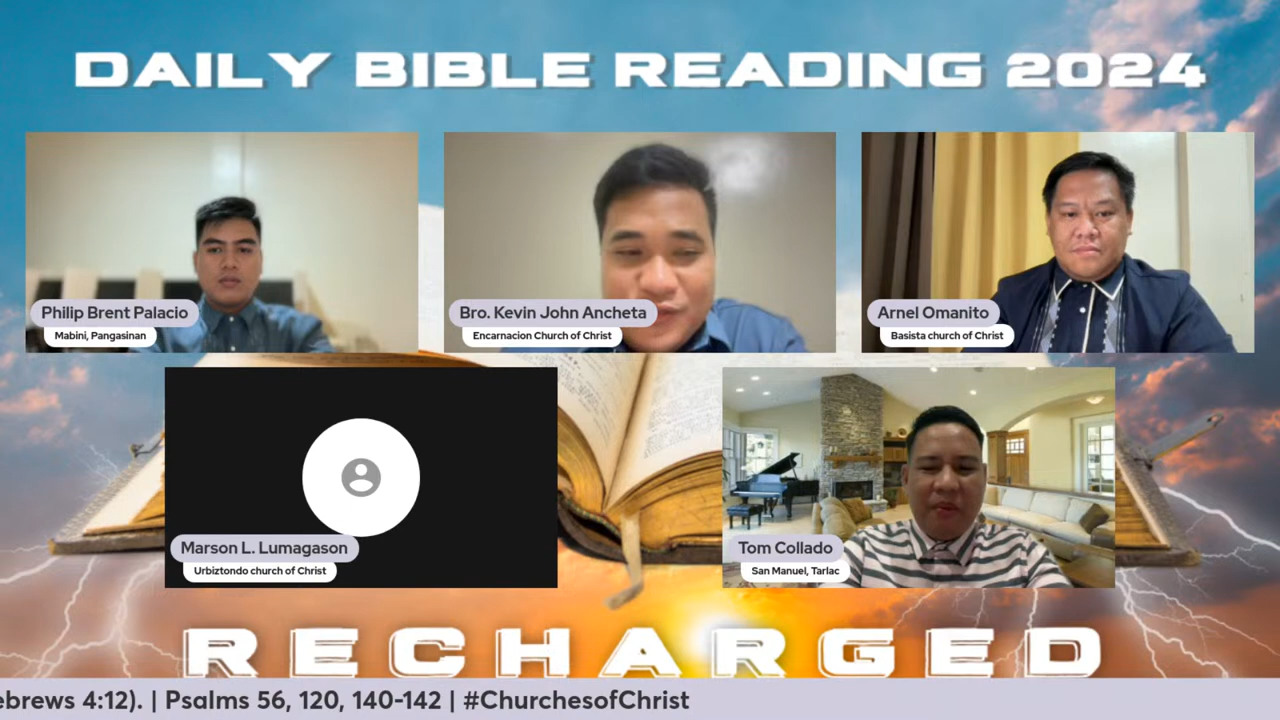 DAILY BIBLE READING 2024
Philip Brent Palacio
Mabini, Pangasinan
Bro. Kevin John Ancheta
Encarnacion Church of Christ
Arnel Omanito
Basista church of Christ
Marson L. Lumagason
Urbiztondo church of Christ
Tom Collado
San Manuel, Tarlac
RECHARGED
ebrews 4:12). | Psalms 56, 120, 140-142 | #ChurchesofChrist